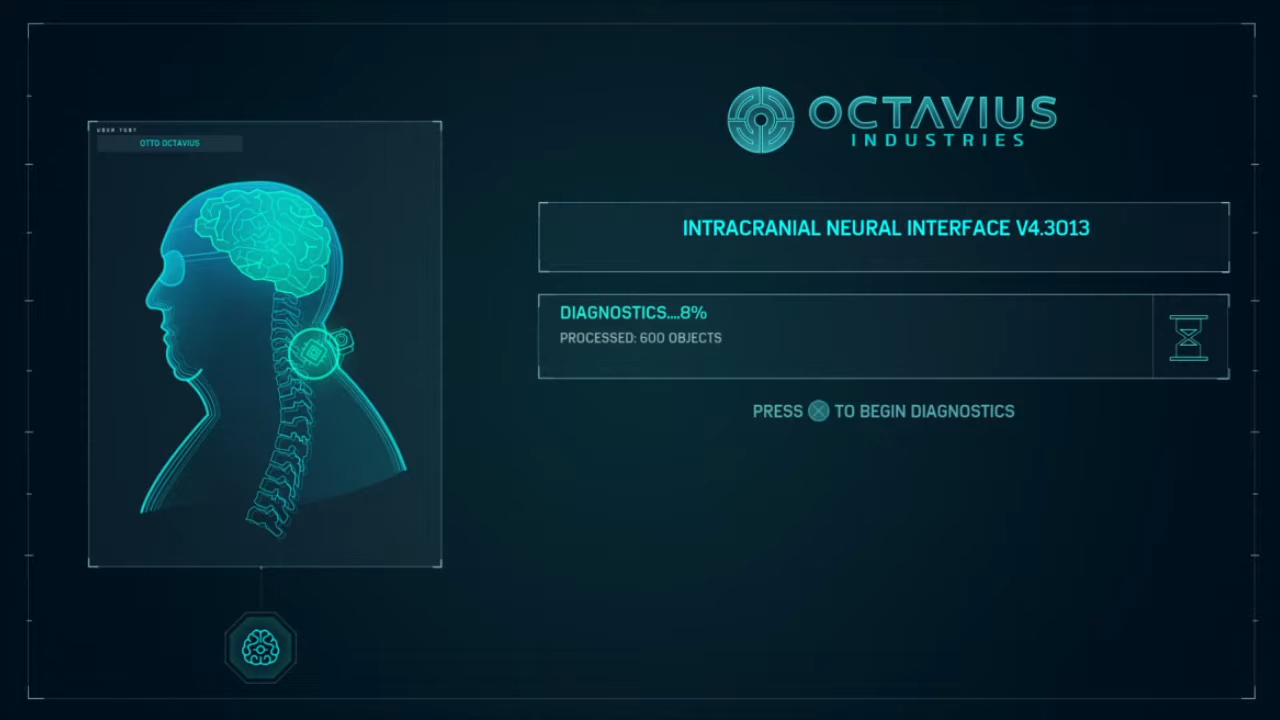 OTTO OCTAVIUS
OCTAVIUS
INDUSTRIES
INTRACRANIAL NEURAL INTERFACE V4.3013
DIAGNOSTICS....8%
PROCESSED: 600 OBJECTS
PRESS TO BEGIN DIAGNOSTICS